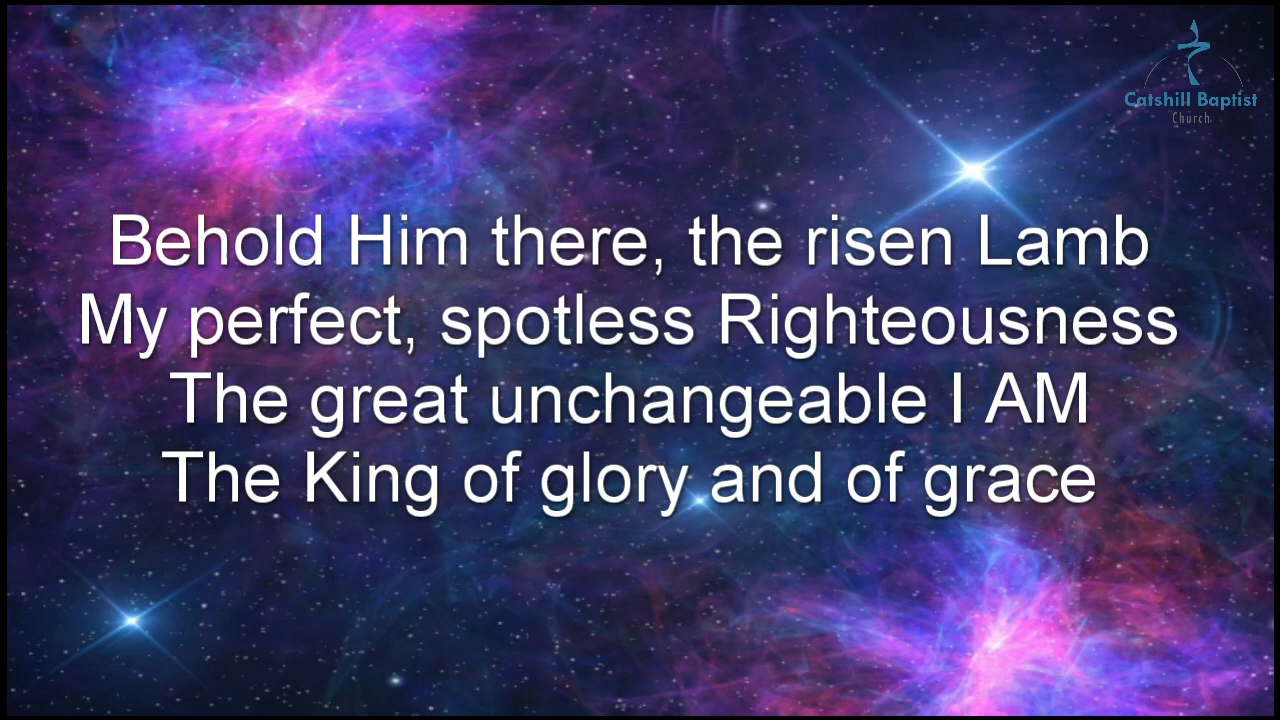 Catshill Baptist
Church
Behold Him there, the risen Lamb
My perfect, spotless Righteousness
The great unchangeable I AM
The King of glory and of grace